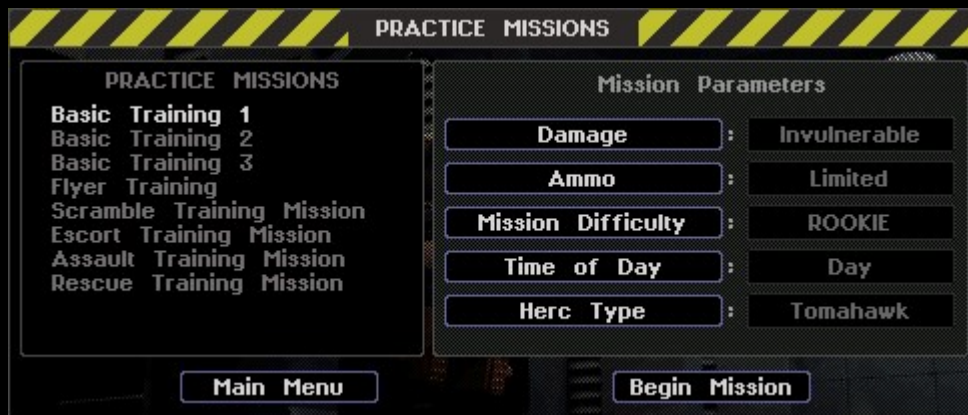 PRACTICE MISSIONS
PRACTICE MISSIONS
Basic Training 1
Basic Training 2
Basic Training 3
Flyer Training
Scramble Training Mission
Escort Training Mission
Assault Training Mission
Rescue Training Mission
Mission Parameters
Damage : Invulnerable
Ammo : Limited
Mission Difficulty : ROOKIE
Time of Day : Day
Herc Type : Tomahawk
Main Menu
Begin Mission